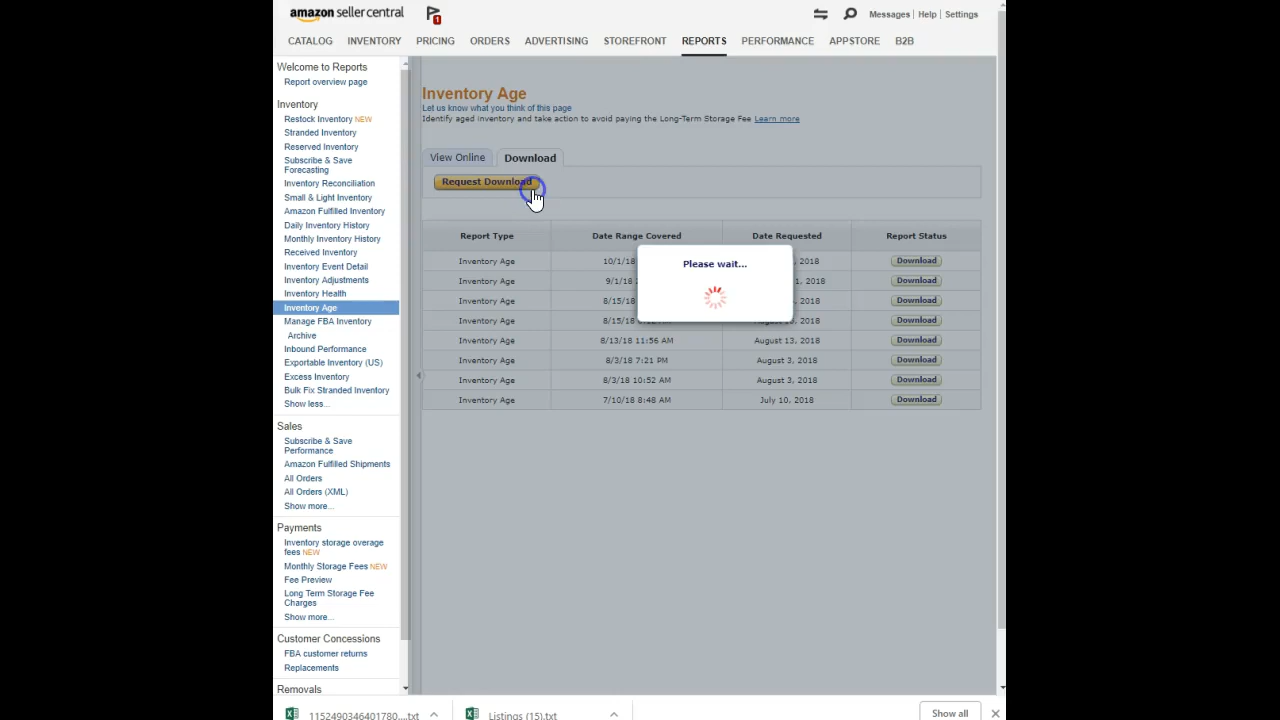 amazon seller central
1
Messages | Help | Settings
CATALOG INVENTORY PRICING ORDERS ADVERTISING STOREFRONT REPORTS PERFORMANCE APPSTORE B2B
Welcome to Reports
Report overview page
Inventory
Restock Inventory NEW
Stranded Inventory
Reserved Inventory
Subscribe & Save
Forecasting
Inventory Reconciliation
Small & Light Inventory
Amazon Fulfilled Inventory
Daily Inventory History
Monthly Inventory History
Received Inventory
Inventory Event Detail
Inventory Adjustments
Inventory Health
Inventory Age
Manage FBA Inventory
Archive
Inbound Performance
Exportable Inventory (US)
Excess Inventory
Bulk Fix Stranded Inventory
Show less...
Sales
Subscribe & Save
Performance
Amazon Fulfilled Shipments
All Orders
All Orders (XML)
Show more...
Payments
Inventory storage overage
fees NEW
Monthly Storage Fees NEW
Fee Preview
Long Term Storage Fee
Charges
Show more...
Customer Concessions
FBA customer returns
Replacements
Removals
Inventory Age
Let us know what you think of this page
Identify aged inventory and take action to avoid paying the Long-Term Storage Fee Learn more
View Online Download
Request Download
Report Type Date Range Covered Date Requested Report Status
Inventory Age 10/1/18 2018 Download
Inventory Age 9/1/18 2018 Download
Inventory Age 8/15/18 2018 Download
Inventory Age 8/15/18 2018 Download
Inventory Age 8/13/18 11:56 AM August 13, 2018 Download
Inventory Age 8/3/18 7:21 PM August 3, 2018 Download
Inventory Age 8/3/18 10:52 AM August 3, 2018 Download
Inventory Age 7/10/18 8:48 AM July 10, 2018 Download
Please wait...
1152490346401780....txt
Listings (15).txt
Show all